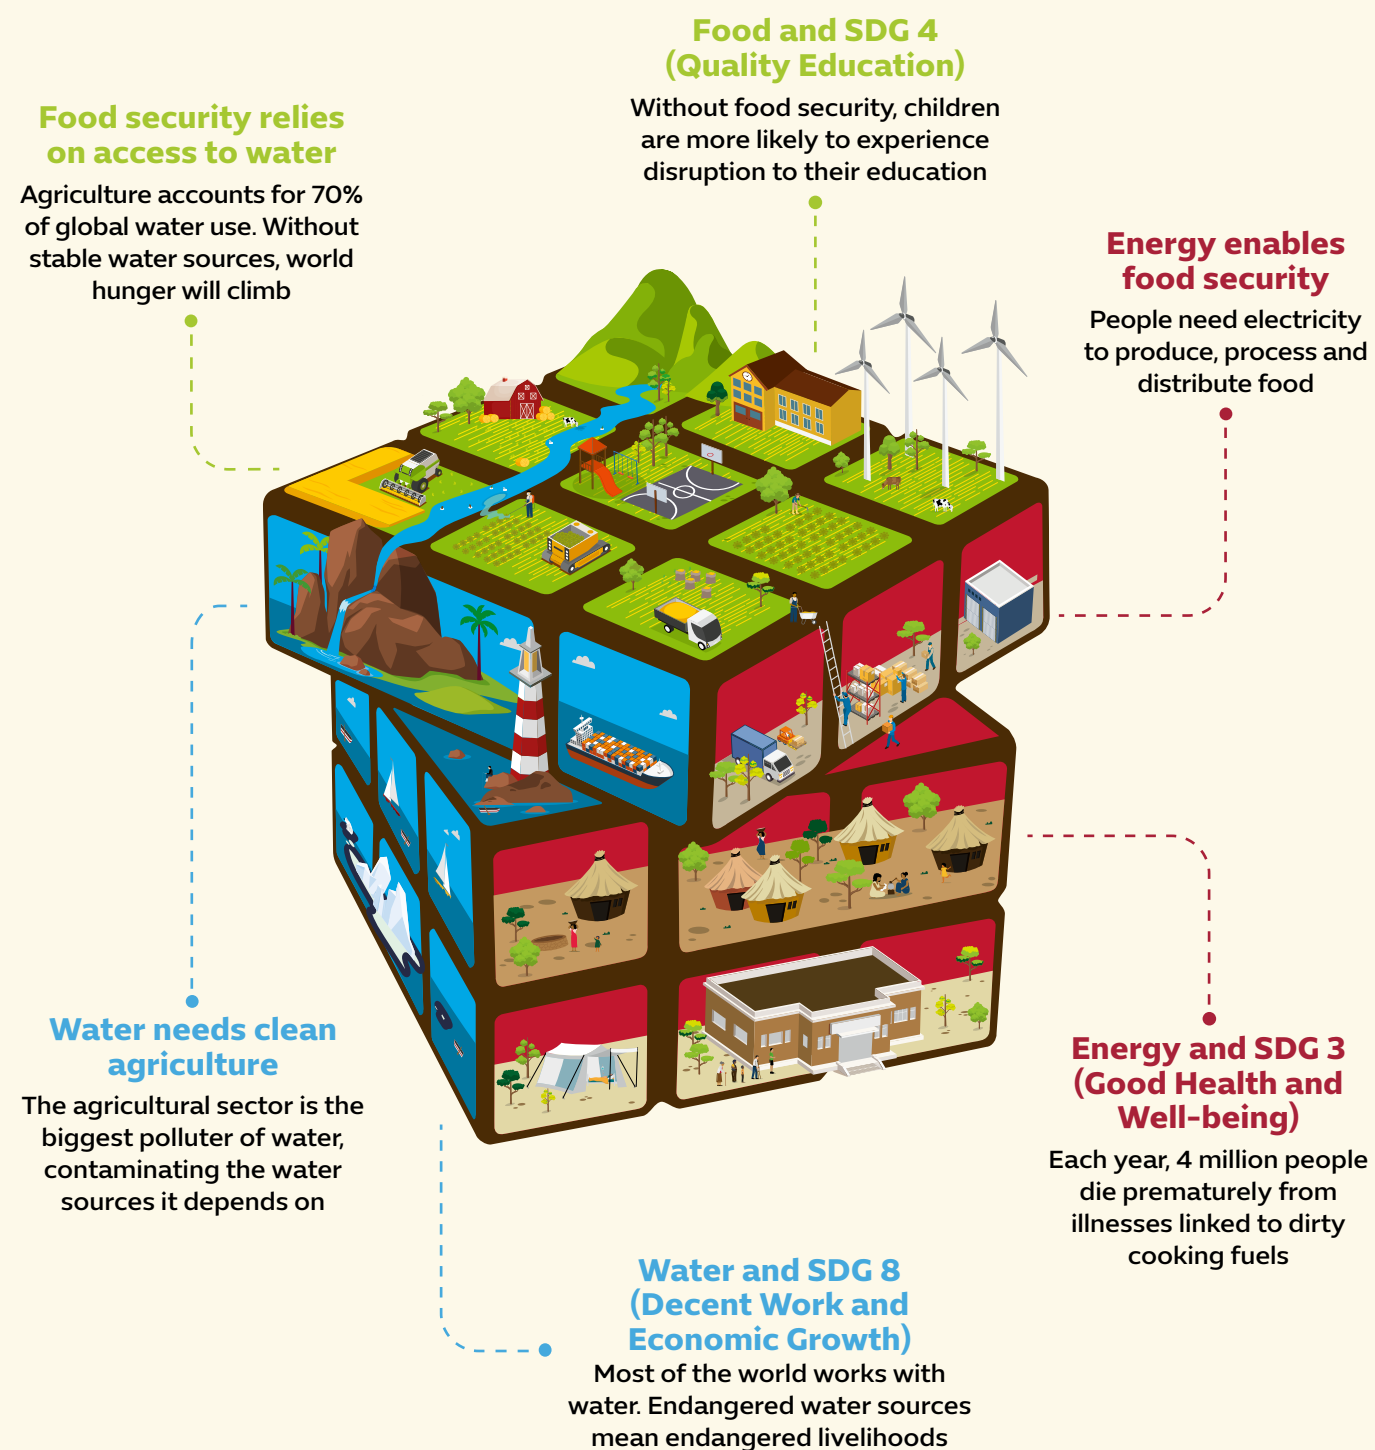 Food and SDG 4
(Quality Education)
Without food security, children
are more likely to experience
disruption to their education
Food security relies
on access to water
Agriculture accounts for 70%
of global water use. Without
stable water sources, world
hunger will climb
Energy enables
food security
People need electricity
to produce, process and
distribute food
Water needs clean
agriculture
The agricultural sector is the
biggest polluter of water,
contaminating the water
sources it depends on
Energy and SDG 3
(Good Health and
Well-being)
Each year, 4 million people
die prematurely from
illnesses linked to dirty
cooking fuels
Water and SDG 8
(Decent Work and
Economic Growth)
Most of the world works with
water. Endangered water sources
mean endangered livelihoods